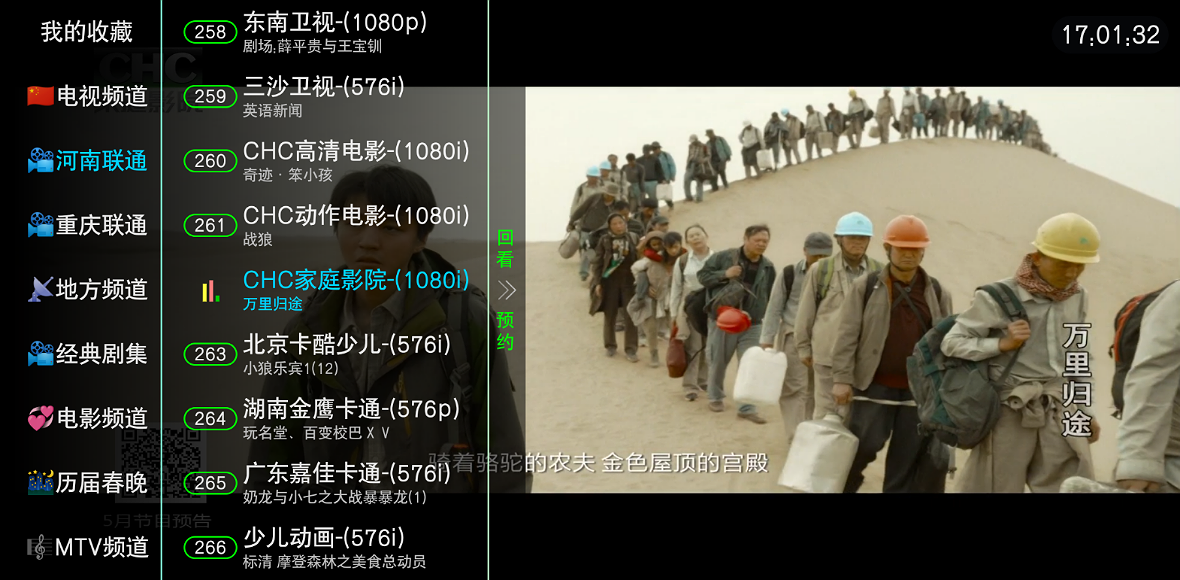 我的收藏
电视频道
河南联通
重庆联通
地方频道
电影频道
经典剧集
历届春晚
MTV频道
CHC
5月节目预告
258
东南卫视-(1080p)
剧场:薛平贵与王宝钏
259
三沙卫视-(576i)
英语新闻
260
CHC高清电影-(1080i)
奇迹·笨小孩
261
CHC动作电影-(1080i)
战狼
CHC家庭影院-(1080i)
万里归途
263
北京卡酷少儿-(576i)
小狼乐宾1(12)
264
湖南金鹰卡通-(576p)
玩名堂、百变校巴ⅩⅤ
265
广东嘉佳卡通-(576i)
奶龙与小七之大战暴暴龙(1)
266
少儿动画-(576i)
标清 摩登森林之美食总动员
回看
预约
17:01:32
万里归途
骑着骆驼的农夫 金色屋顶的宫殿